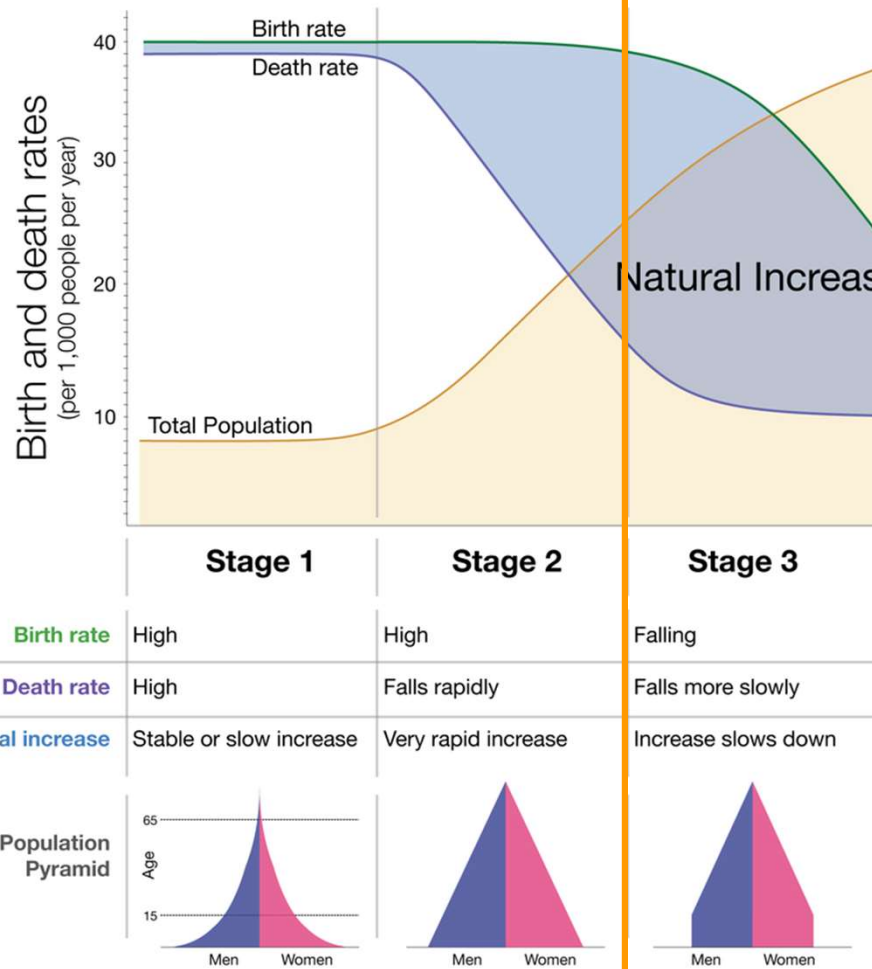 Birth rate
Death rate
40
30
20
10
Birth and death rates
(per 1,000 people per year)
Natural Increas
Total Population
Stage 1 Stage 2 Stage 3
Birth rate High High Falling
Death rate High Falls rapidly Falls more slowly
al increase Stable or slow increase Very rapid increase Increase slows down
Population
Pyramid
65
Age
15
Men Women Men Women Men Women